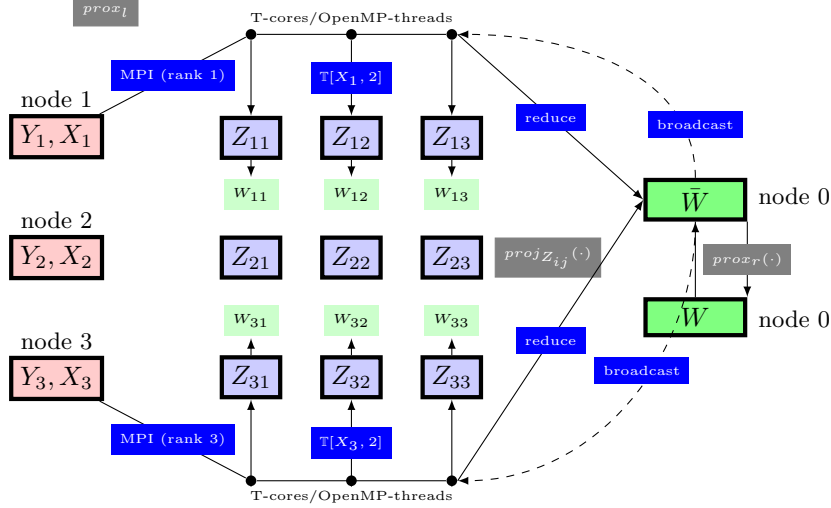 prox_l
T-cores/OpenMP-threads
MPI (rank 1)
𝕋[X_1, 2]
node 1
reduce
broadcast
Y_1, X_1
Z_11
Z_12
Z_13
W_11
W_12
W_13
W̄
node 0
node 2
Y_2, X_2
Z_21
Z_22
Z_23
proj_{Z_ij}(·)
prox_r(·)
W_31
W_32
W_33
W
node 0
node 3
reduce
Y_3, X_3
Z_31
Z_32
Z_33
broadcast
MPI (rank 3)
𝕋[X_3, 2]
T-cores/OpenMP-threads